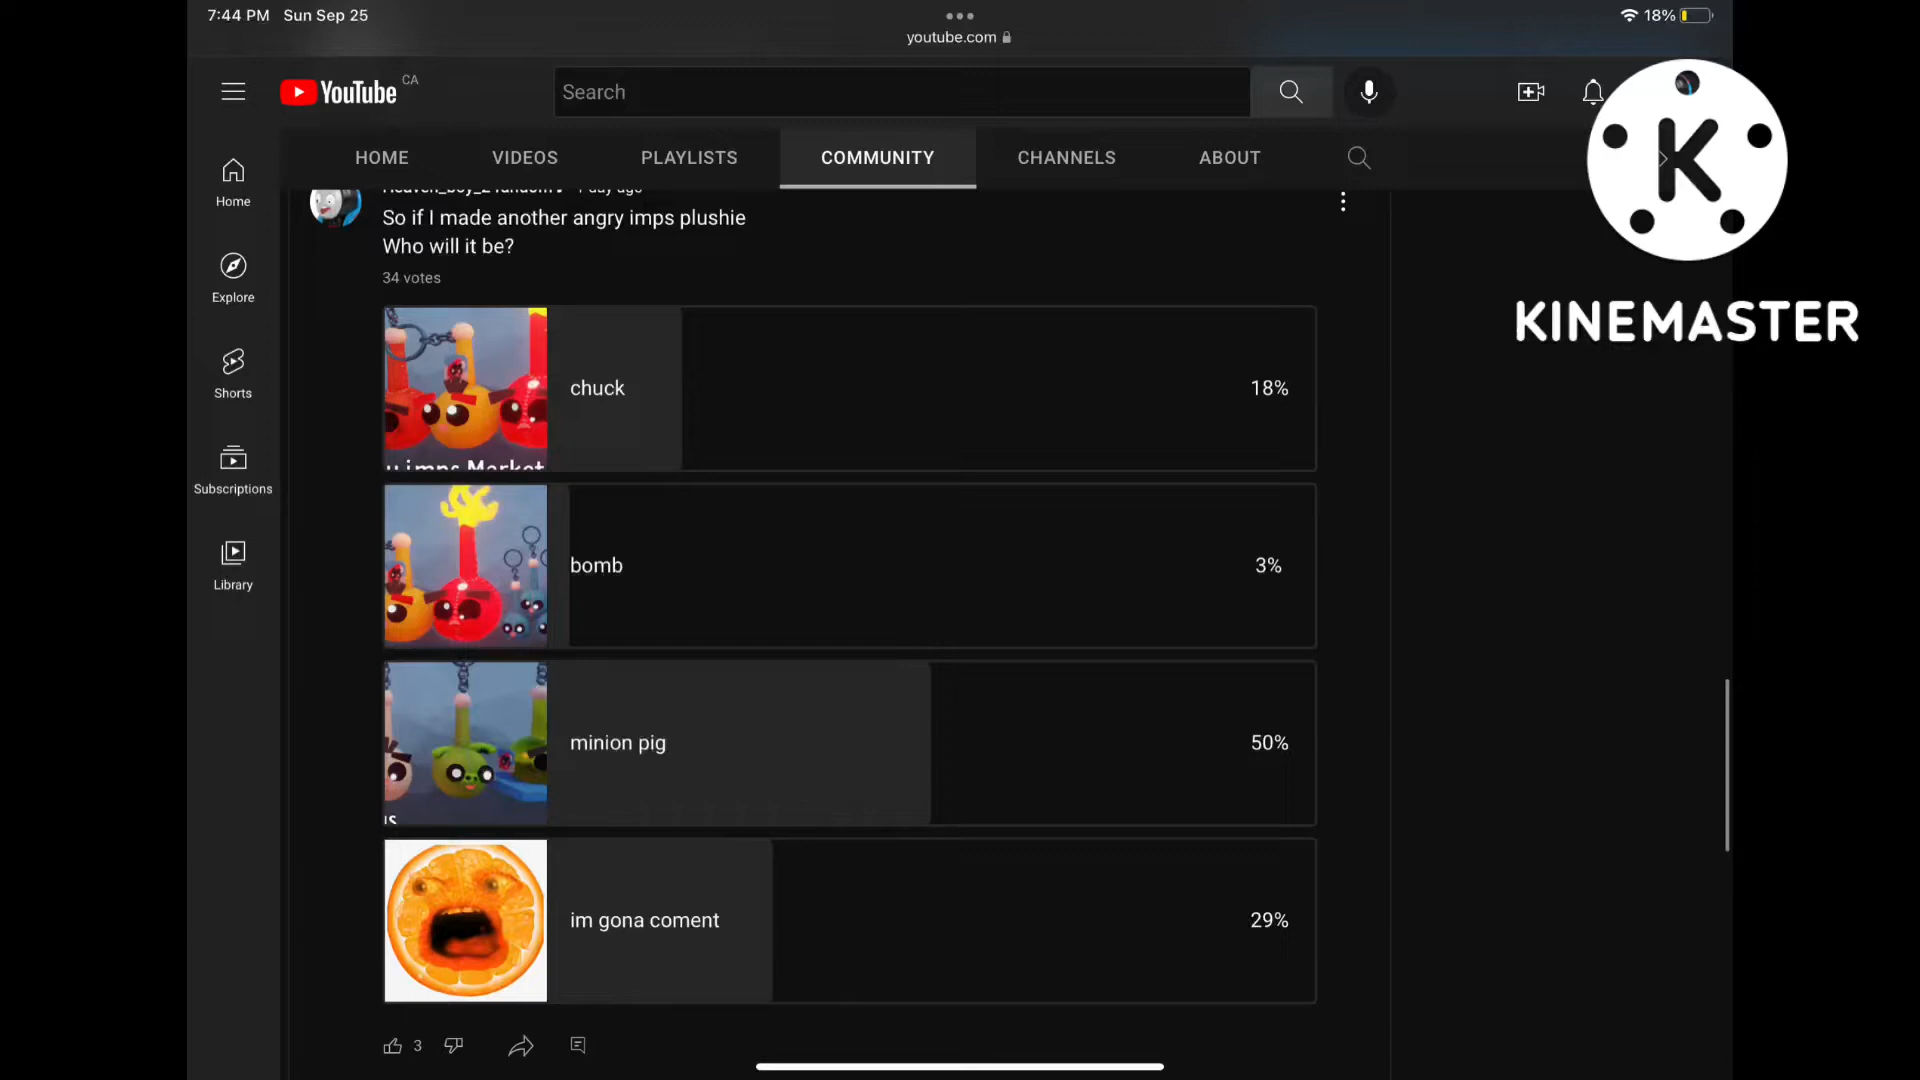 7:44 PM Sun Sep 25
18%
youtube.com
YouTube CA
Search
HOME VIDEOS PLAYLISTS COMMUNITY CHANNELS ABOUT
Home
Explore
Shorts
Subscriptions
Library
So if I made another angry imps plushie
Who will it be?
34 votes
chuck 18%
bomb 3%
minion pig 50%
im gona coment 29%
3
K
KINEMASTER